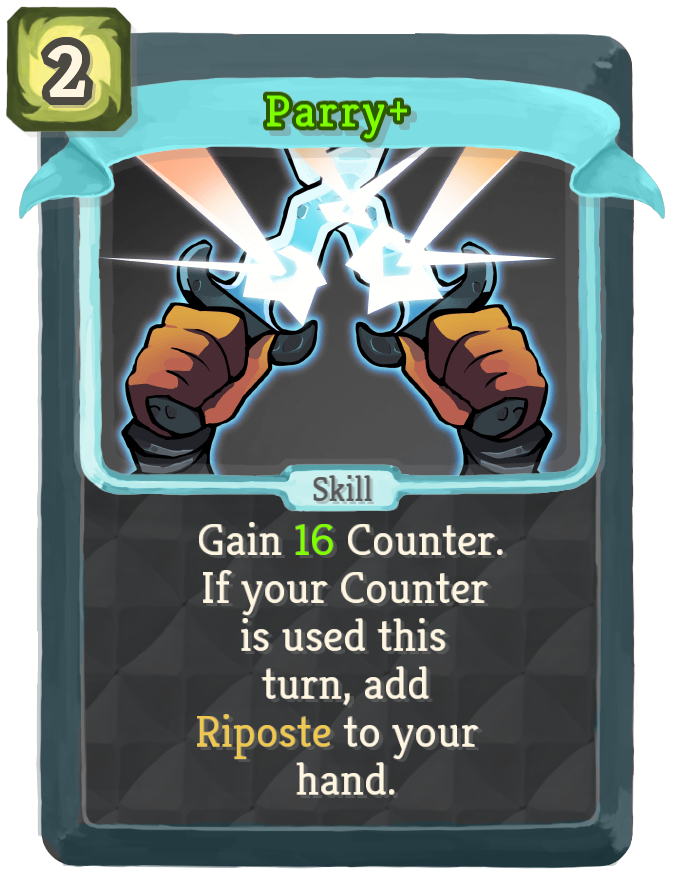 2
Parry+
Skill
Gain 16 Counter.
If your Counter
is used this
turn, add
Riposte to your
hand.